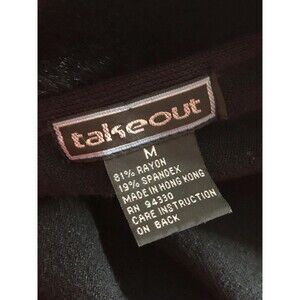 takeout
M
81% RAYON
19% SPANDEX
MADE IN HONG KONG
RN 94330
CARE INSTRUCTION
ON BACK